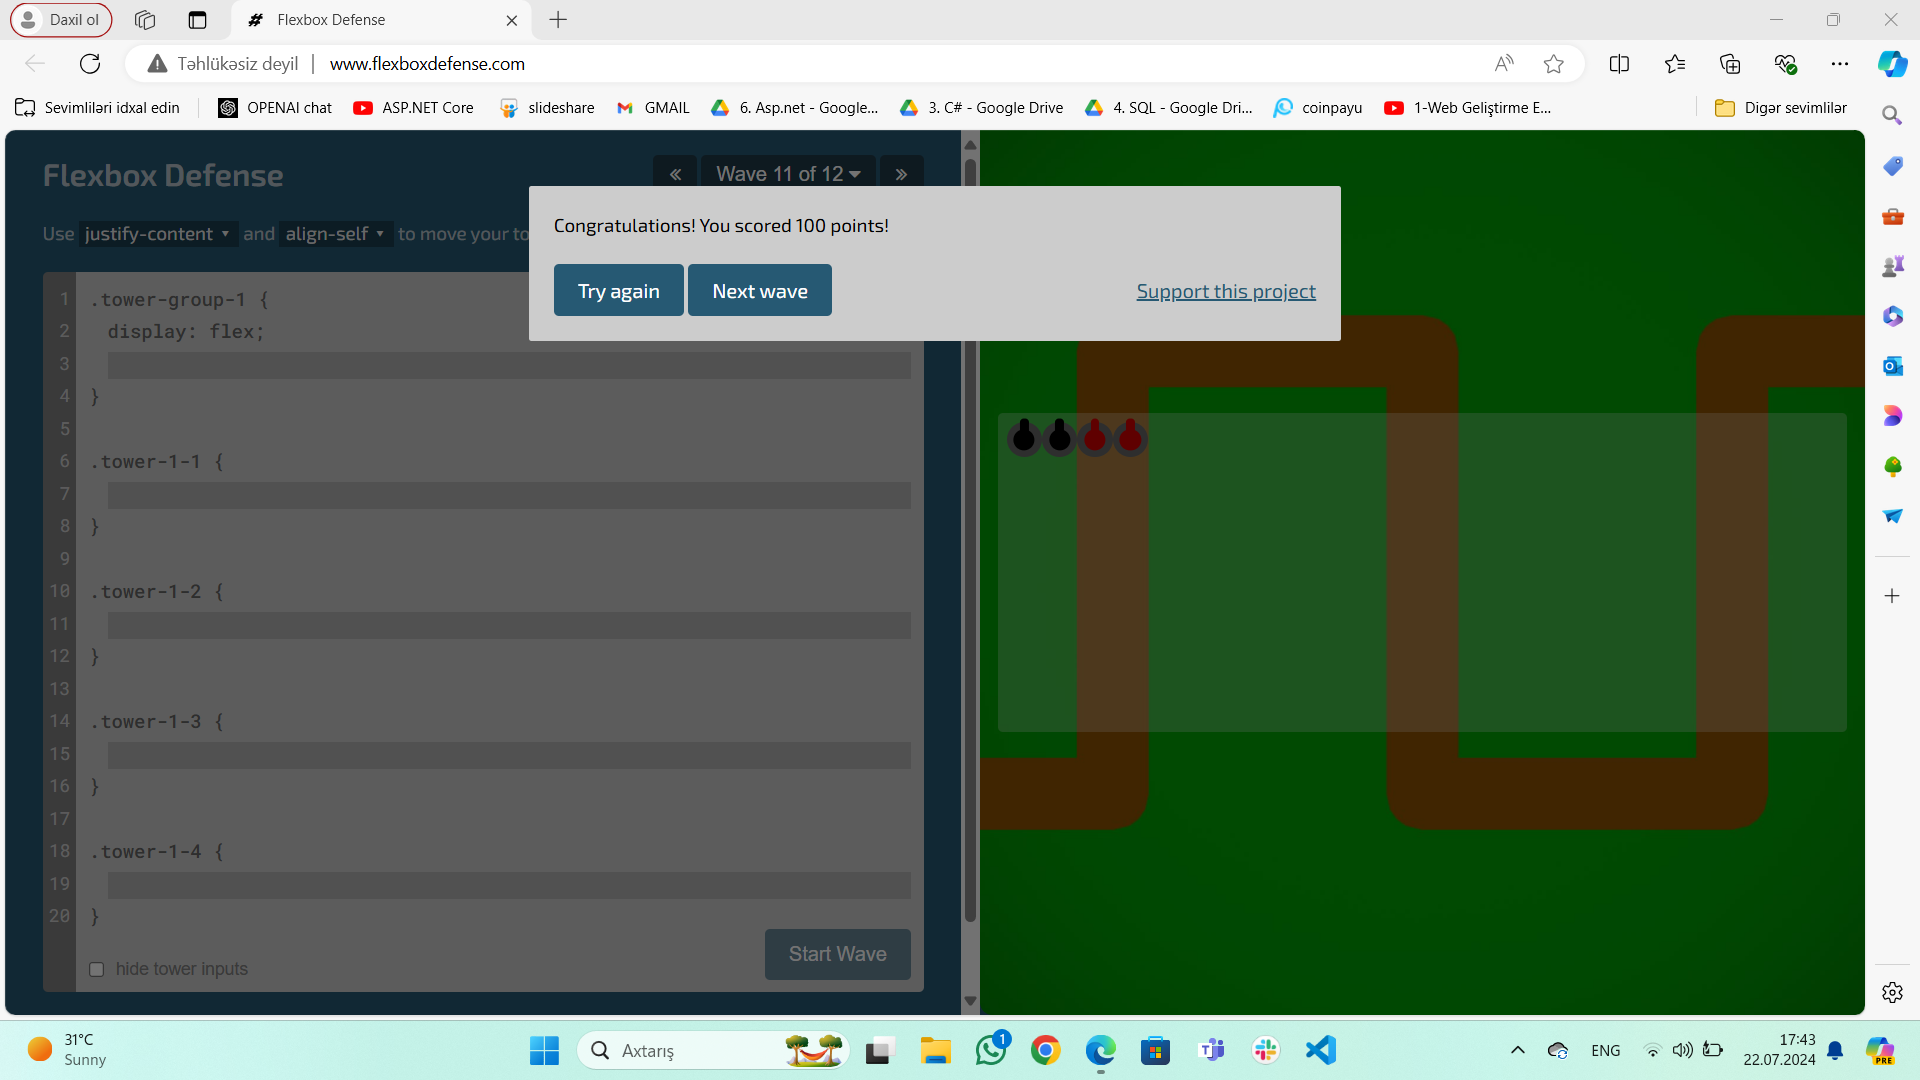 Daxil ol
Flexbox Defense
Təhlükəsiz deyil
www.flexboxdefense.com
Sevimliləri idxal edin
OPENAI chat
ASP.NET Core
slideshare
GMAIL
6. Asp.net - Google...
3. C# - Google Drive
4. SQL - Google Dri...
coinpayu
1-Web Geliştirme E...
Digər sevimlilər
Flexbox Defense
« Wave 11 of 12 »
Use justify-content and align-self to move your to
Congratulations! You scored 100 points!
Try again
Next wave
Support this project
1 .tower-group-1 {
2 display: flex;
3
4 }
5
6 .tower-1-1 {
7
8 }
9
10 .tower-1-2 {
11
12 }
13
14 .tower-1-3 {
15
16 }
17
18 .tower-1-4 {
19
20 }
hide tower inputs
Start Wave
31°C
Sunny
Axtarış
1
ENG
17:43
22.07.2024
PRE